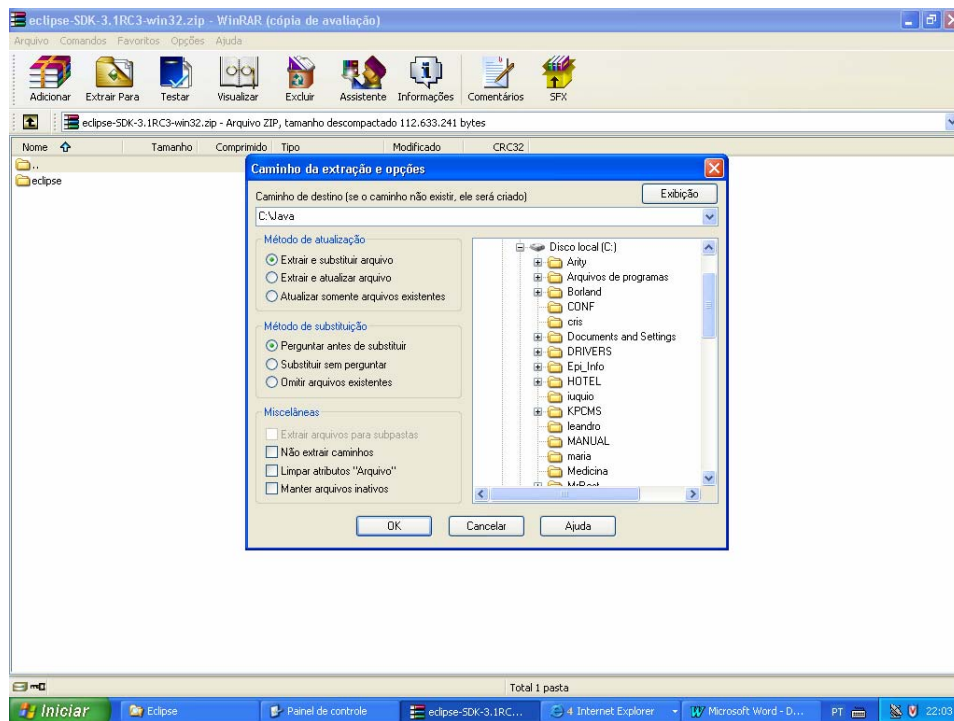 eclipse-SDK-3.1RC3-win32.zip - WinRAR (cópia de avaliação)
Arquivo Comandos Favoritos Opções Ajuda
Adicionar Extrair Para Testar Visualizar Excluir Assistente Informações Comentários SFX
eclipse-SDK-3.1RC3-win32.zip - Arquivo ZIP, tamanho descompactado 112.633.241 bytes
Nome Tamanho Comprimido Tipo Modificado CRC32
..
eclipse
Caminho da extração e opções
Caminho de destino (se o caminho não existir, ele será criado)
Exibição
C:\Java
Método de atualização
Extrair e substituir arquivo
Extrair e atualizar arquivo
Atualizar somente arquivos existentes
Método de substituição
Perguntar antes de substituir
Substituir sem perguntar
Omitir arquivos existentes
Miscelâneas
Extrair arquivos para subpastas
Não extrair caminhos
Limpar atributos "Arquivo"
Manter arquivos inativos
Disco local (C:)
Arity
Arquivos de programas
Borland
CONF
cris
Documents and Settings
DRIVERS
Epi_Info
HOTEL
iuquio
KPCMS
leandro
MANUAL
maria
Medicina
OK Cancelar Ajuda
Total 1 pasta
Iniciar Eclipse Painel de controle eclipse-SDK-3.1RC... 4 Internet Explorer Microsoft Word - D... PT 22:03